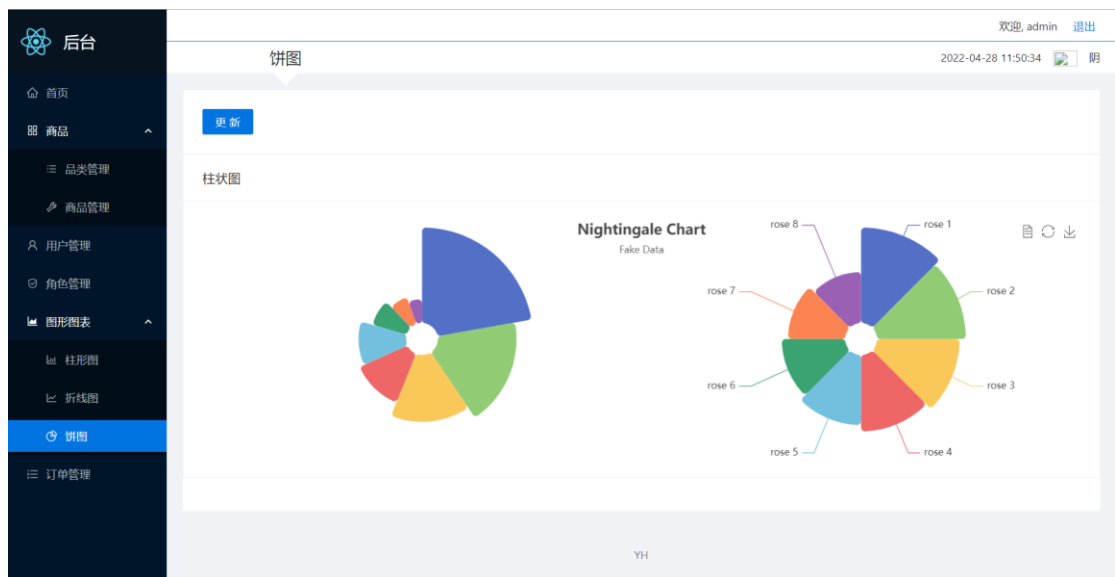 后台
欢迎, admin 退出
饼图
2022-04-28 11:50:34 阴
首页
商品
品类管理
商品管理
用户管理
角色管理
图形图表
柱形图
折线图
饼图
订单管理
更 新
柱状图
Nightingale Chart
Fake Data
rose 8
rose 1
rose 7
rose 2
rose 6
rose 3
rose 5
rose 4
YH